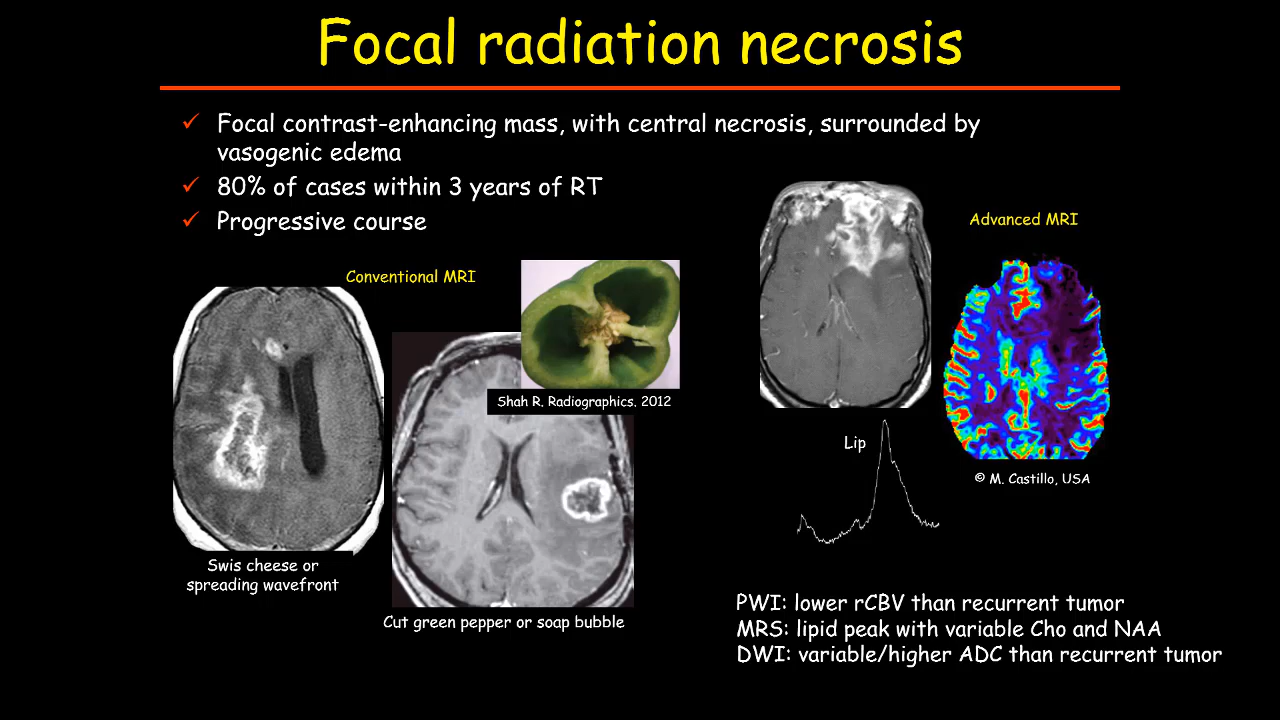 Focal radiation necrosis
✓ Focal contrast-enhancing mass, with central necrosis, surrounded by
vasogenic edema
✓ 80% of cases within 3 years of RT
✓ Progressive course
Conventional MRI
Shah R. Radiographics. 2012
Swis cheese or
spreading wavefront
Cut green pepper or soap bubble
Advanced MRI
Lip
© M. Castillo, USA
PWI: lower rCBV than recurrent tumor
MRS: lipid peak with variable Cho and NAA
DWI: variable/higher ADC than recurrent tumor